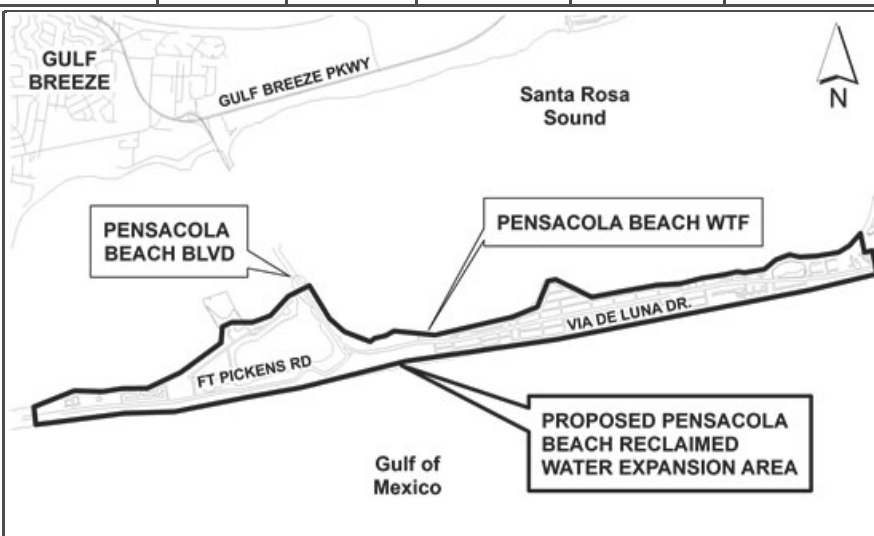 GULF
BREEZE
GULF BREEZE PKWY
Santa Rosa
Sound
N
PENSACOLA
BEACH BLVD
PENSACOLA BEACH WTF
VIA DE LUNA DR.
FT PICKENS RD
PROPOSED PENSACOLA
BEACH RECLAIMED
WATER EXPANSION AREA
Gulf of
Mexico